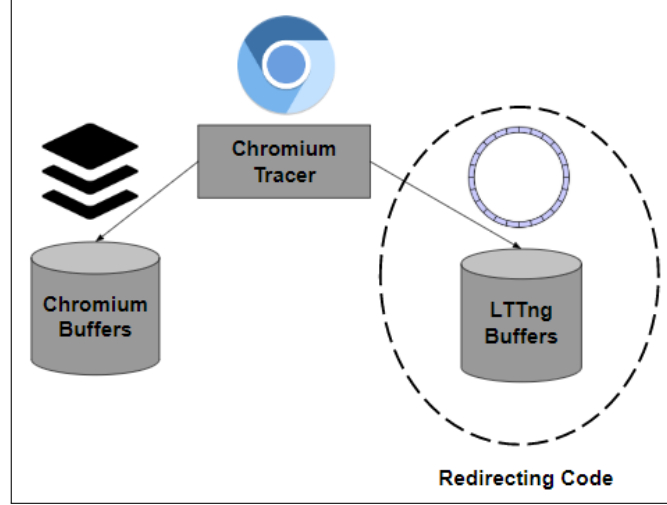 Chromium
Tracer
Chromium
Buffers
LTTng
Buffers
Redirecting Code